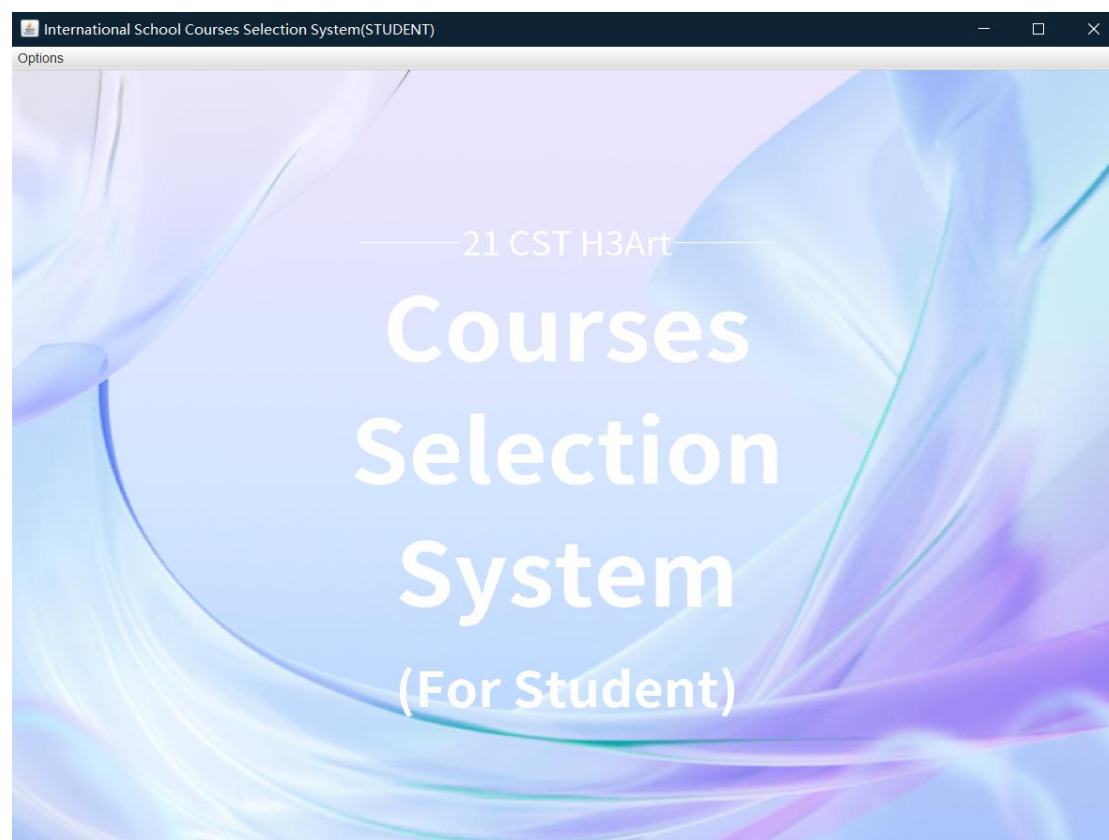 International School Courses Selection System(STUDENT)
Options
21 CST H3Art
Courses
Selection
System
(For Student)